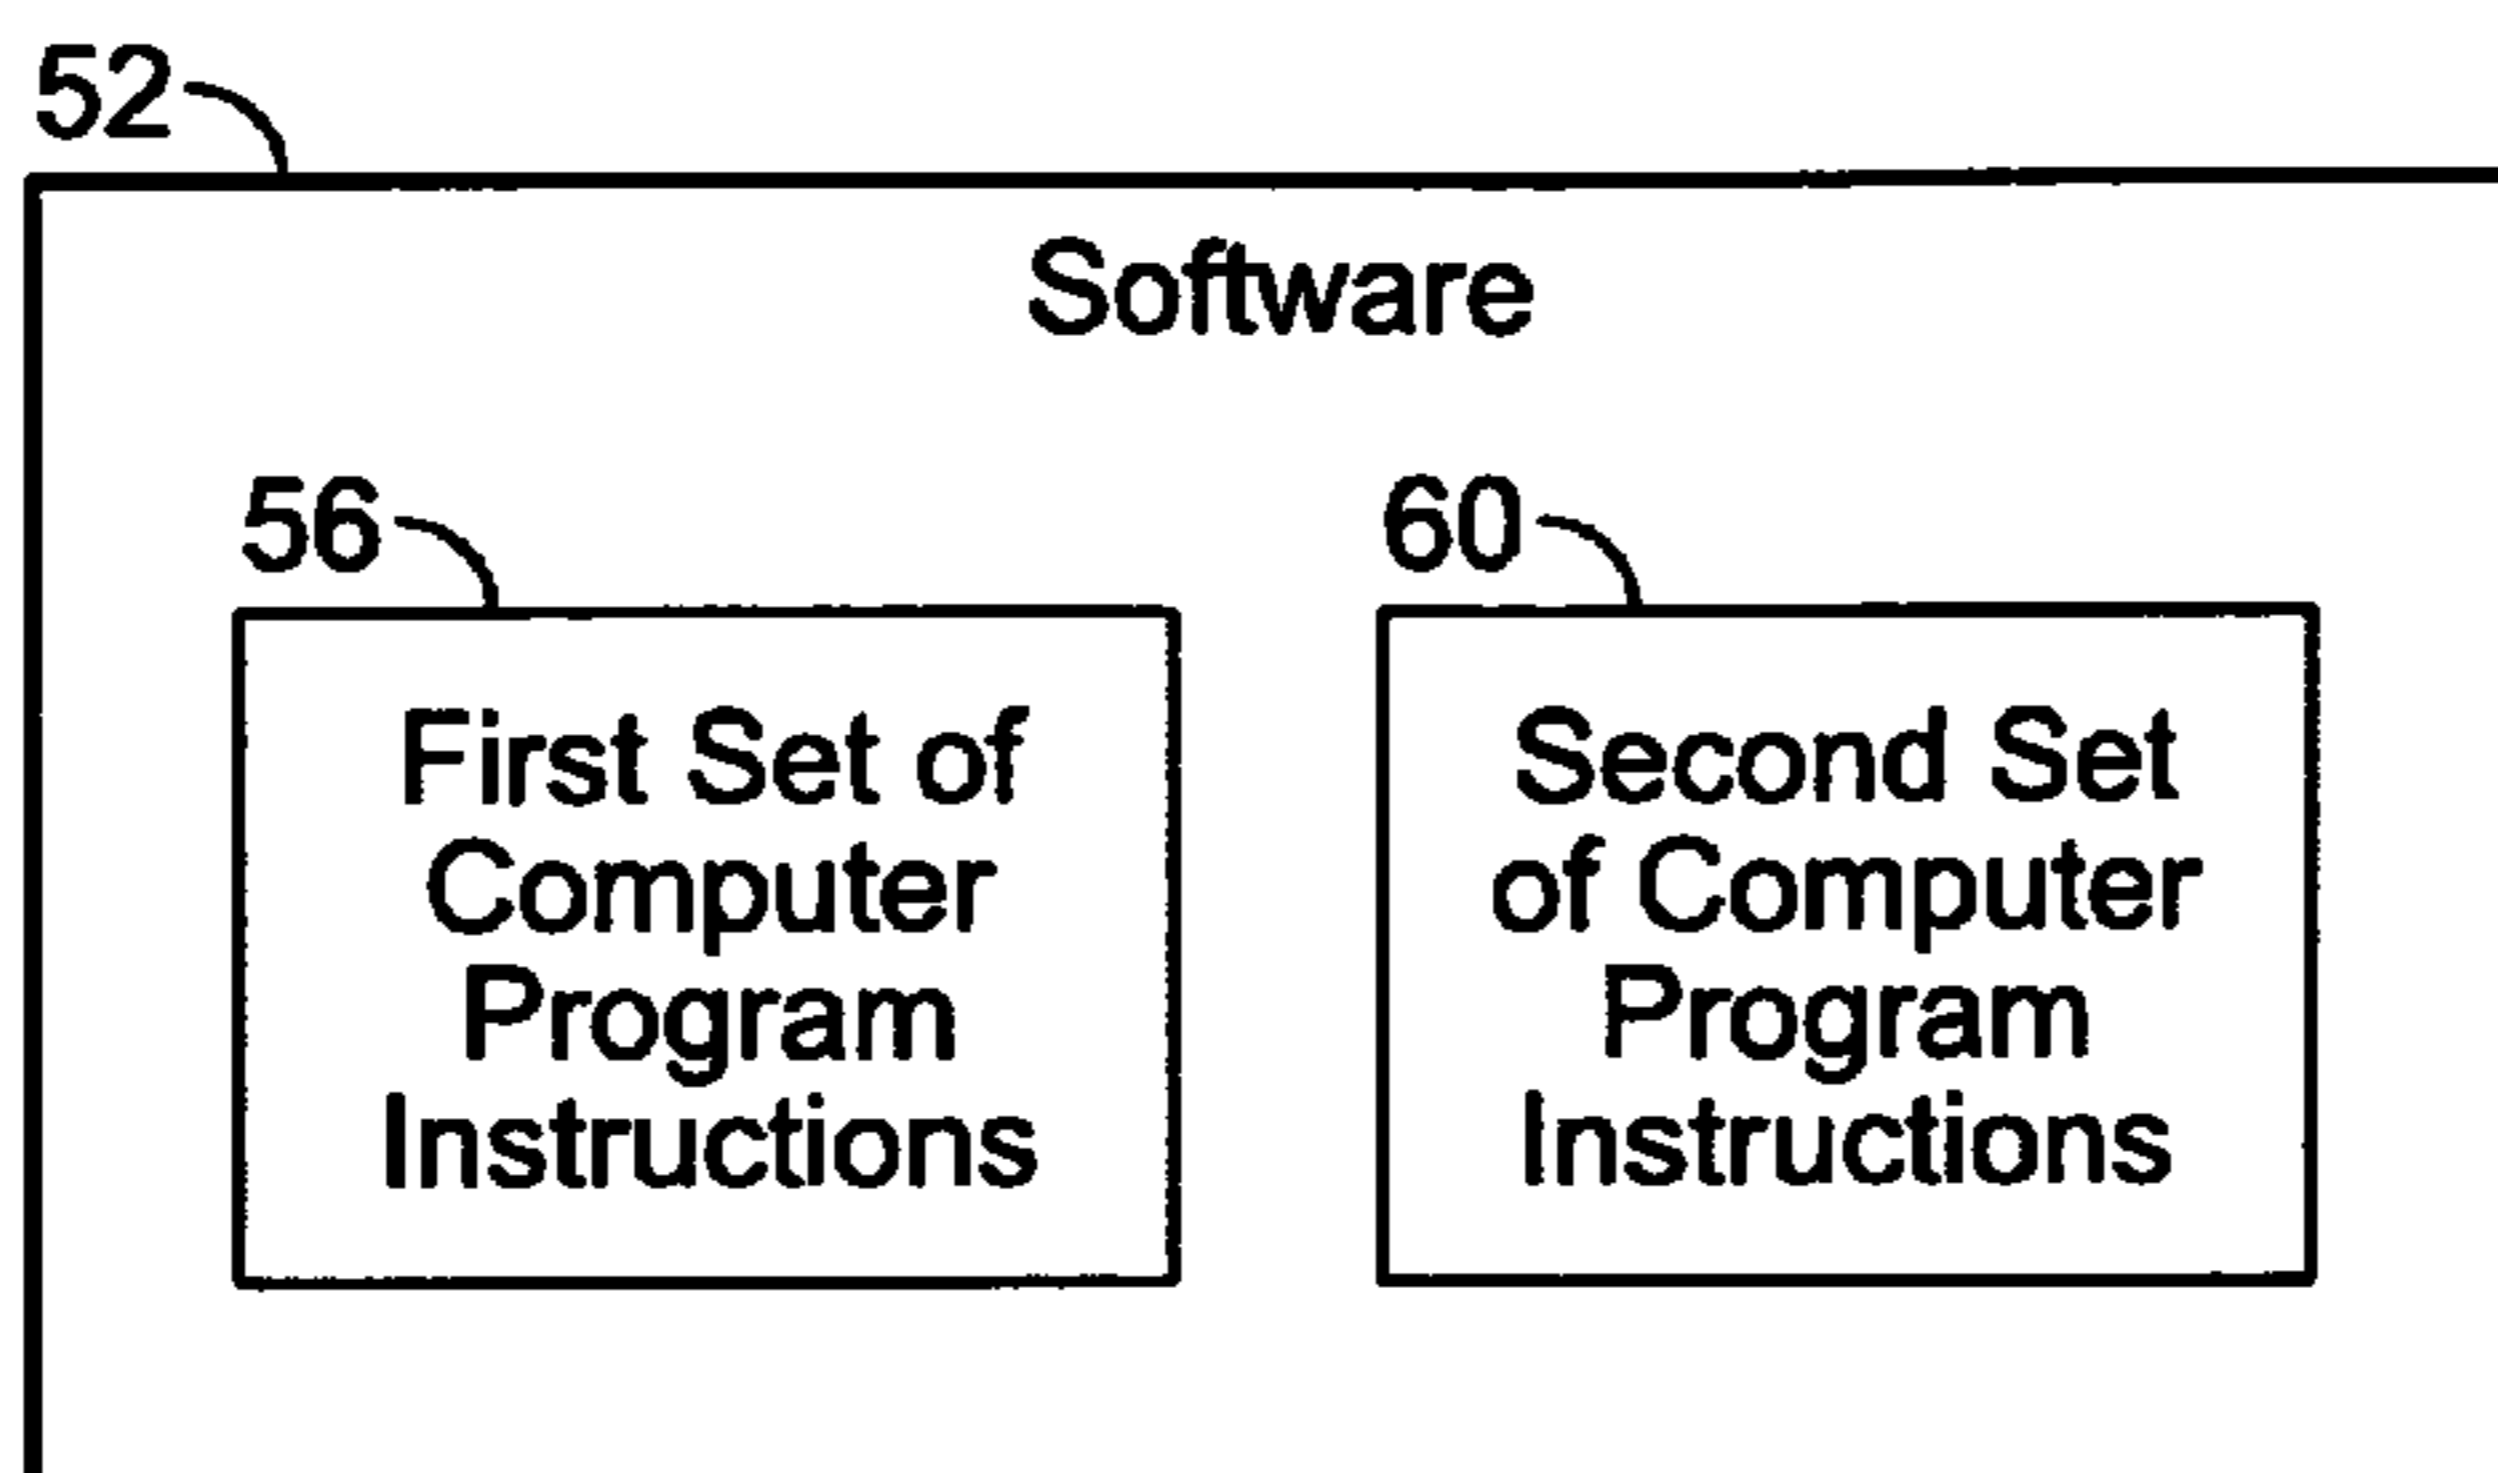 52
Software
56
First Set of
Computer
Program
Instructions
60
Second Set
of Computer
Program
Instructions